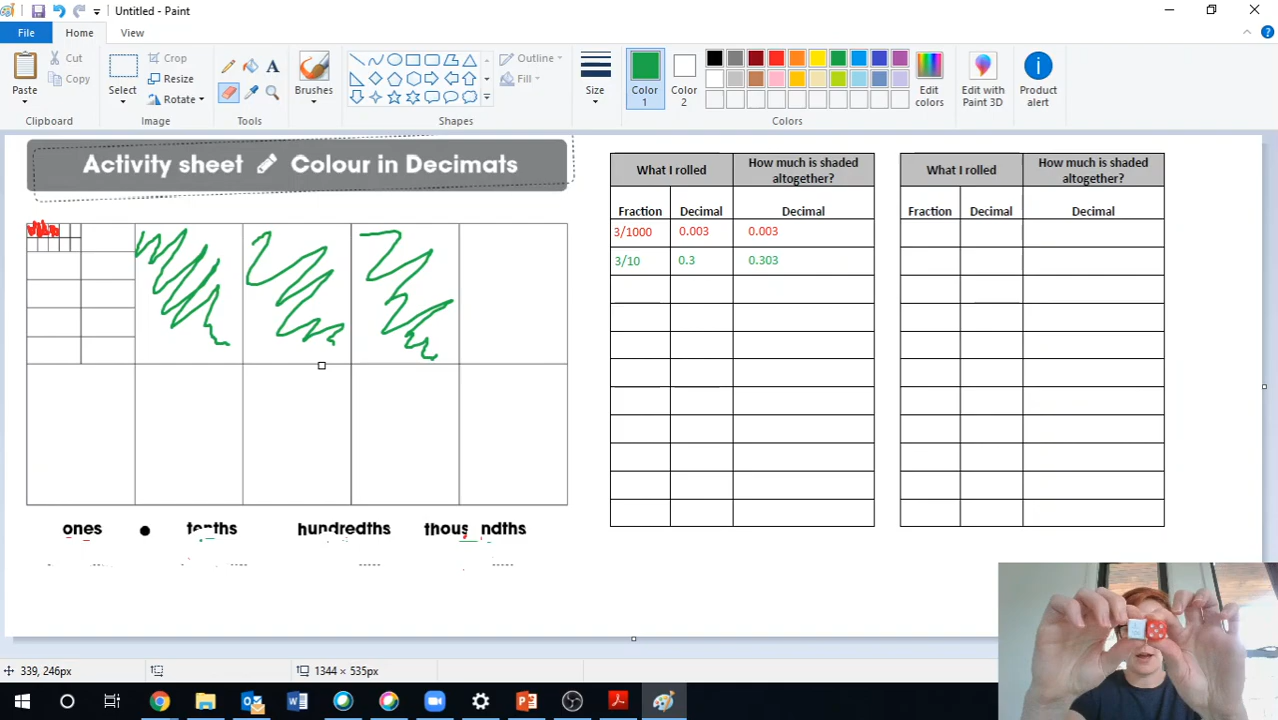 Untitled - Paint
File
Home
View
Paste
Cut
Copy
Clipboard
Select
Crop
Resize
Rotate
Image
Tools
Brushes
Shapes
Outline
Fill
Size
Color 1
Color 2
Edit colors
Edit with Paint 3D
Product alert
Colors
Activity sheet Colour in Decimats
ones • tenths hundredths thousandths
What I rolled How much is shaded altogether?
Fraction Decimal Decimal
3/1000 0.003 0.003
3/10 0.3 0.303
What I rolled How much is shaded altogether?
Fraction Decimal Decimal
339, 246px
1344 × 535px